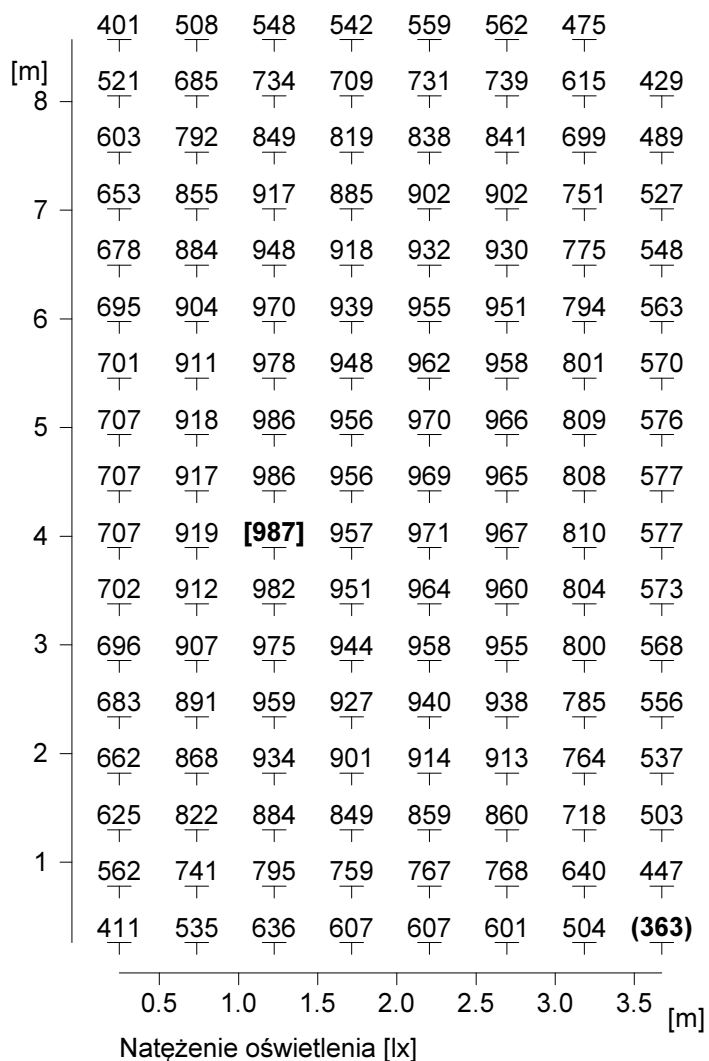 401 508 548 542 559 562 475
[m]
521 685 734 709 731 739 615 429
8
603 792 849 819 838 841 699 489
653 855 917 885 902 902 751 527
7
678 884 948 918 932 930 775 548
695 904 970 939 955 951 794 563
6
701 911 978 948 962 958 801 570
707 918 986 956 970 966 809 576
5
707 917 986 956 969 965 808 577
4 707 919 [987] 957 971 967 810 577
702 912 982 951 964 960 804 573
3 696 907 975 944 958 955 800 568
683 891 959 927 940 938 785 556
2 662 868 934 901 914 913 764 537
625 822 884 849 859 860 718 503
1 562 741 795 759 767 768 640 447
411 535 636 607 607 601 504 (363)
0.5 1.0 1.5 2.0 2.5 3.0 3.5 [m]
Natężenie oświetlenia [lx]